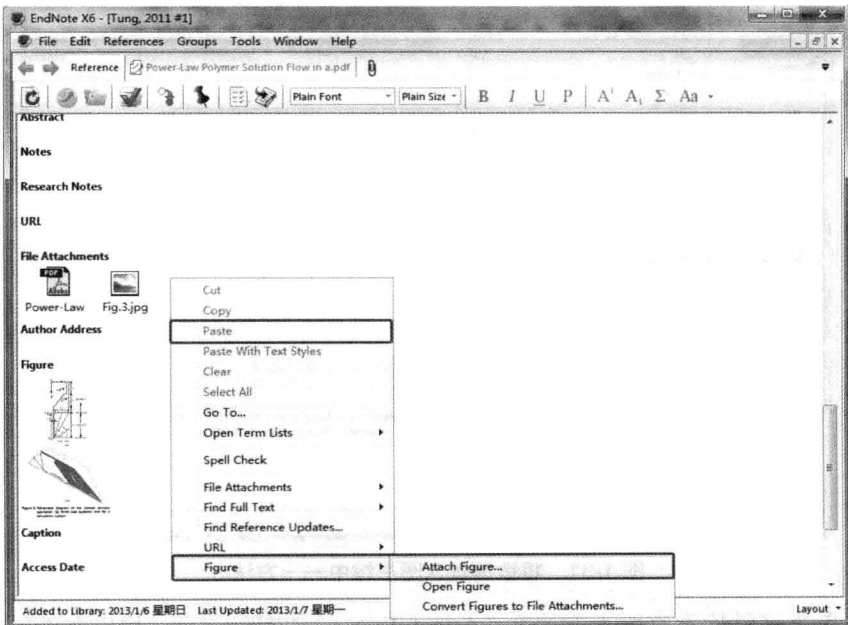 EndNote X6 - [Tung, 2011 #1]
File Edit References Groups Tools Window Help
Reference Power-Law Polymer Solution Flow in a.pdf
Plain Font Plain Size B I U P A¹ A₁ Σ Aa
Abstract
Notes
Research Notes
URL
File Attachments
PDF
Adobe
Power-Law Fig.3.jpg
Author Address
Figure
Caption
Access Date
Cut
Copy
Paste
Paste With Text Styles
Clear
Select All
Go To...
Open Term Lists
Spell Check
File Attachments
Find Full Text
Find Reference Updates...
URL
Figure
Attach Figure...
Open Figure
Convert Figures to File Attachments...
Added to Library: 2013/1/6 星期日 Last Updated: 2013/1/7 星期一 Layout